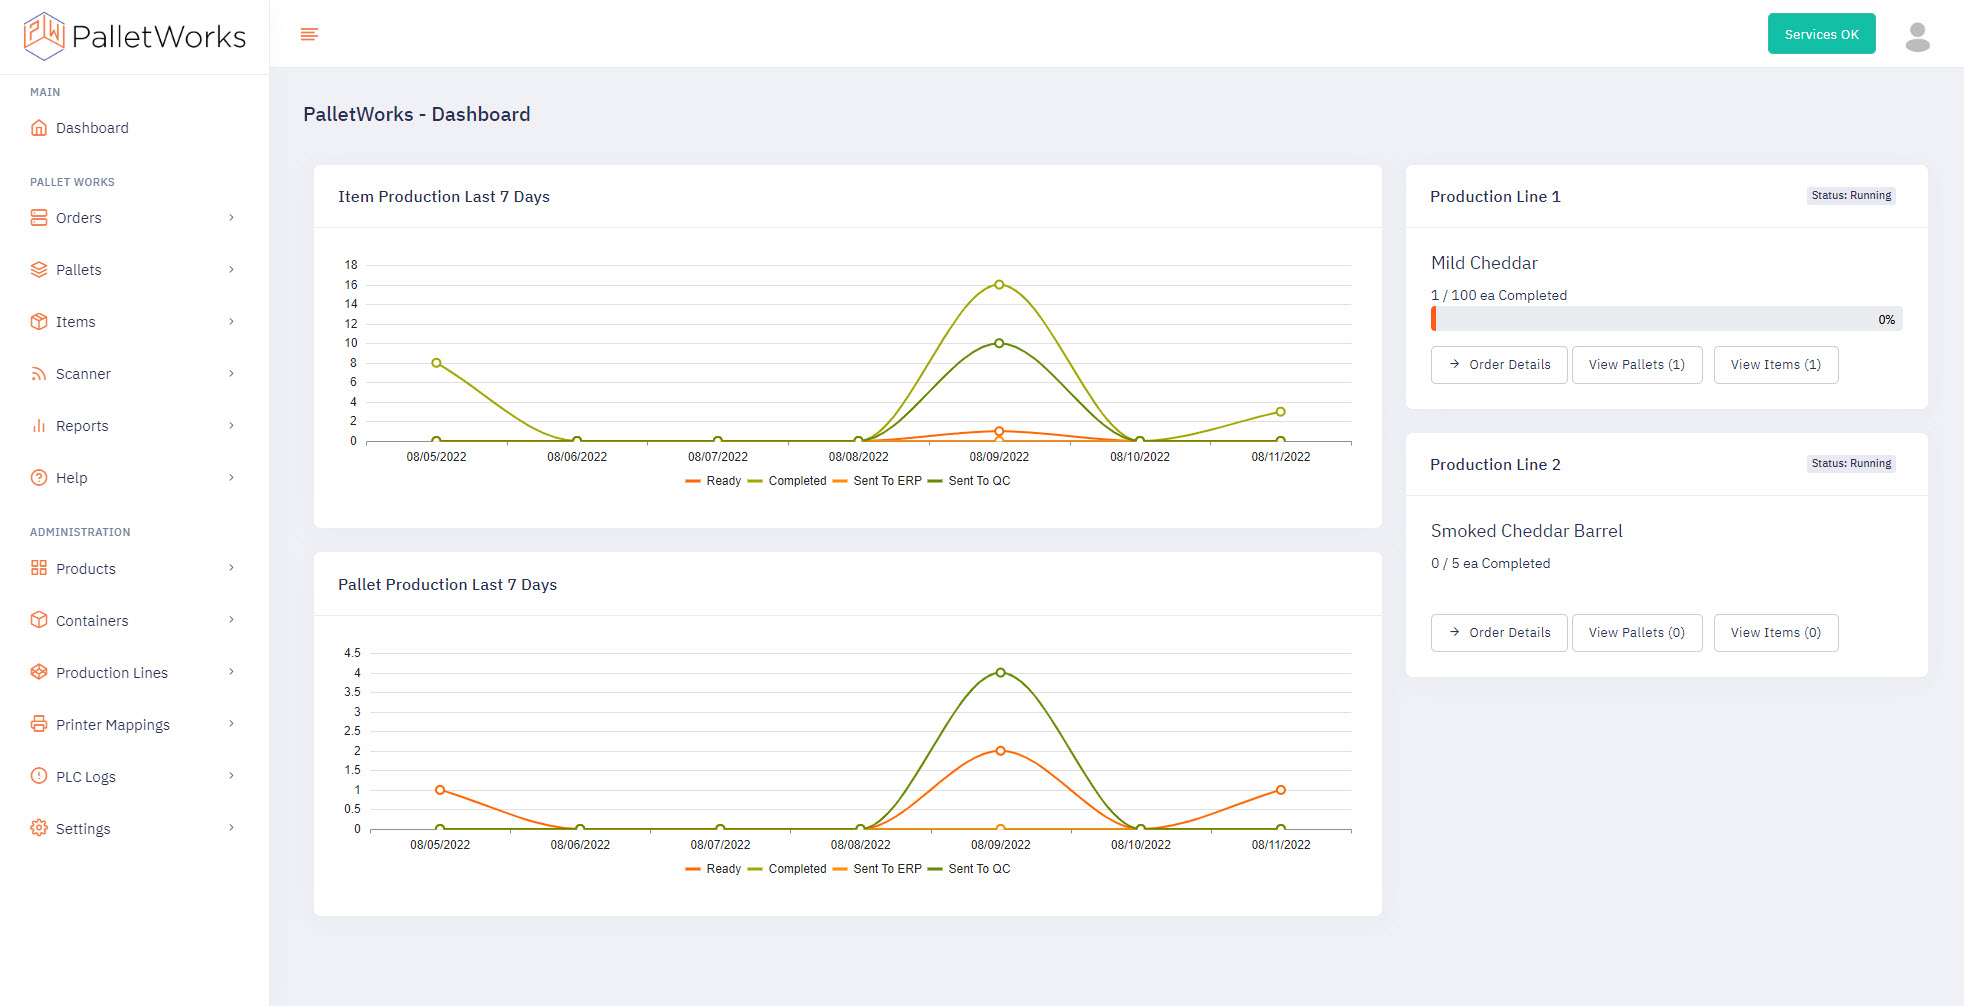 PW PalletWorks
Services OK
MAIN
Dashboard
PALLET WORKS
Orders
Pallets
Items
Scanner
Reports
Help
ADMINISTRATION
Products
Containers
Production Lines
Printer Mappings
PLC Logs
Settings
PalletWorks - Dashboard
Item Production Last 7 Days
18
16
14
12
10
8
6
4
2
0
08/05/2022 08/06/2022 08/07/2022 08/08/2022 08/09/2022 08/10/2022 08/11/2022
Ready Completed Sent To ERP Sent To QC
Pallet Production Last 7 Days
4.5
4
3.5
3
2.5
2
1.5
1
0.5
0
08/05/2022 08/06/2022 08/07/2022 08/08/2022 08/09/2022 08/10/2022 08/11/2022
Ready Completed Sent To ERP Sent To QC
Production Line 1 Status: Running
Mild Cheddar
1 / 100 ea Completed
0%
Order Details View Pallets (1) View Items (1)
Production Line 2 Status: Running
Smoked Cheddar Barrel
0 / 5 ea Completed
Order Details View Pallets (0) View Items (0)